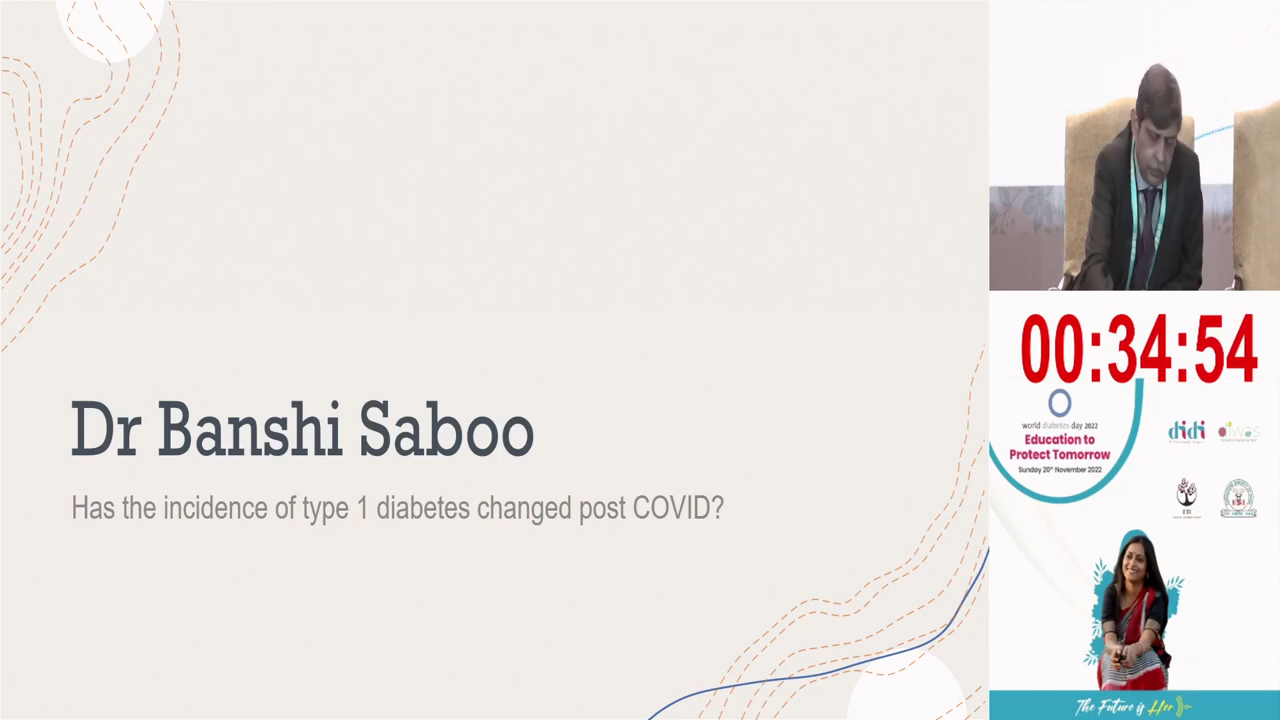 Dr Banshi Saboo
Has the incidence of type 1 diabetes changed post COVID?
00:34:54
world diabetes day 2022
Education to
Protect Tomorrow
Sunday 20th November 2022
didi
The Future is Her